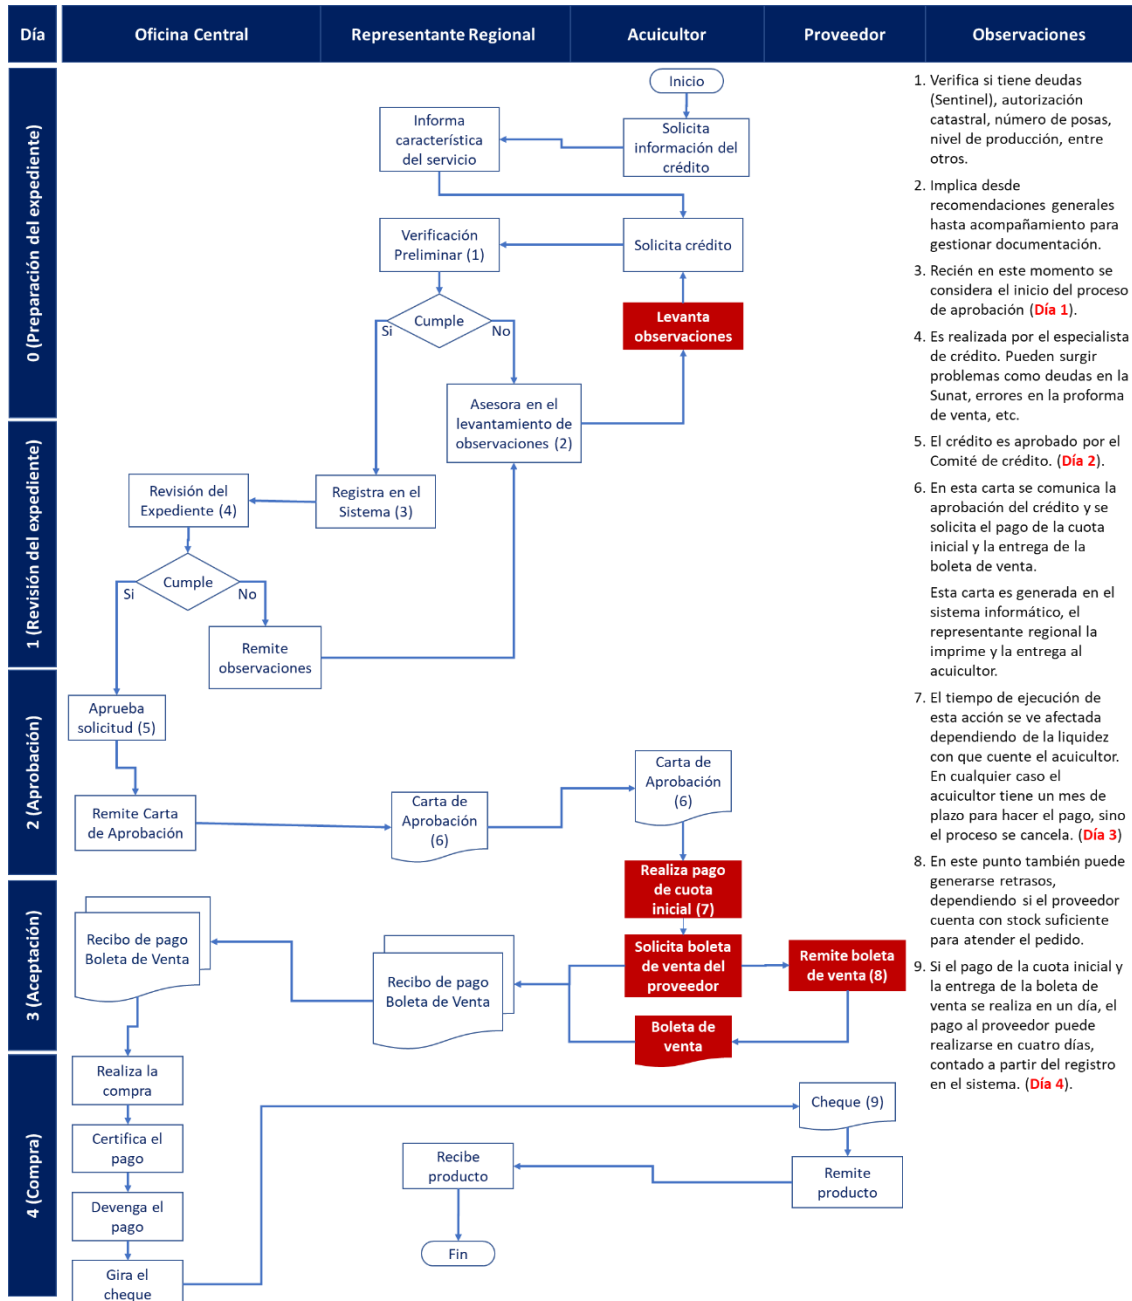 Día
Oficina Central
Representante Regional
Acuicultor
Proveedor
Observaciones
0 (Preparación del expediente)
Inicio
Informa
característica
del servicio
Solicita
información del
crédito
Verificación
Preliminar (1)
Solicita crédito
Cumple
Si
No
Levanta
observaciones
Asesora en el
levantamiento de
observaciones (2)
1 (Revisión del expediente)
Revisión del
Expediente (4)
Registra en el
Sistema (3)
Cumple
Si
No
Remite
observaciones
2 (Aprobación)
Aprueba
solicitud (5)
Remite Carta
de Aprobación
Carta de
Aprobación
(6)
Carta de
Aprobación
(6)
Realiza pago
de cuota
inicial (7)
3 (Aceptación)
Recibo de pago
Boleta de Venta
Recibo de pago
Boleta de Venta
Solicita boleta
de venta del
proveedor
Remite boleta
de venta (8)
Boleta de
venta
4 (Compra)
Realiza la
compra
Certifica el
pago
Devenga el
pago
Gira el
cheque
Cheque (9)
Remite
producto
Recibe
producto
Fin
1. Verifica si tiene deudas
(Sentinel), autorización
catastral, número de posas,
nivel de producción, entre
otros.
2. Implica desde
recomendaciones generales
hasta acompañamiento para
gestionar documentación.
3. Recién en este momento se
considera el inicio del proceso
de aprobación (Día 1).
4. Es realizada por el especialista
de crédito. Pueden surgir
problemas como deudas en la
Sunat, errores en la proforma
de venta, etc.
5. El crédito es aprobado por el
Comité de crédito. (Día 2).
6. En esta carta se comunica la
aprobación del crédito y se
solicita el pago de la cuota
inicial y la entrega de la
boleta de venta.
Esta carta es generada en el
sistema informático, el
representante regional la
imprime y la entrega al
acuicultor.
7. El tiempo de ejecución de
esta acción se ve afectada
dependiendo de la liquidez
con que cuente el acuicultor.
En cualquier caso el
acuicultor tiene un mes de
plazo para hacer el pago, sino
el proceso se cancela. (Día 3)
8. En este punto también puede
generarse retrasos,
dependiendo si el proveedor
cuenta con stock suficiente
para atender el pedido.
9. Si el pago de la cuota inicial y
la entrega de la boleta de
venta se realiza en un día, el
pago al proveedor puede
realizarse en cuatro días,
contado a partir del registro
en el sistema. (Día 4).